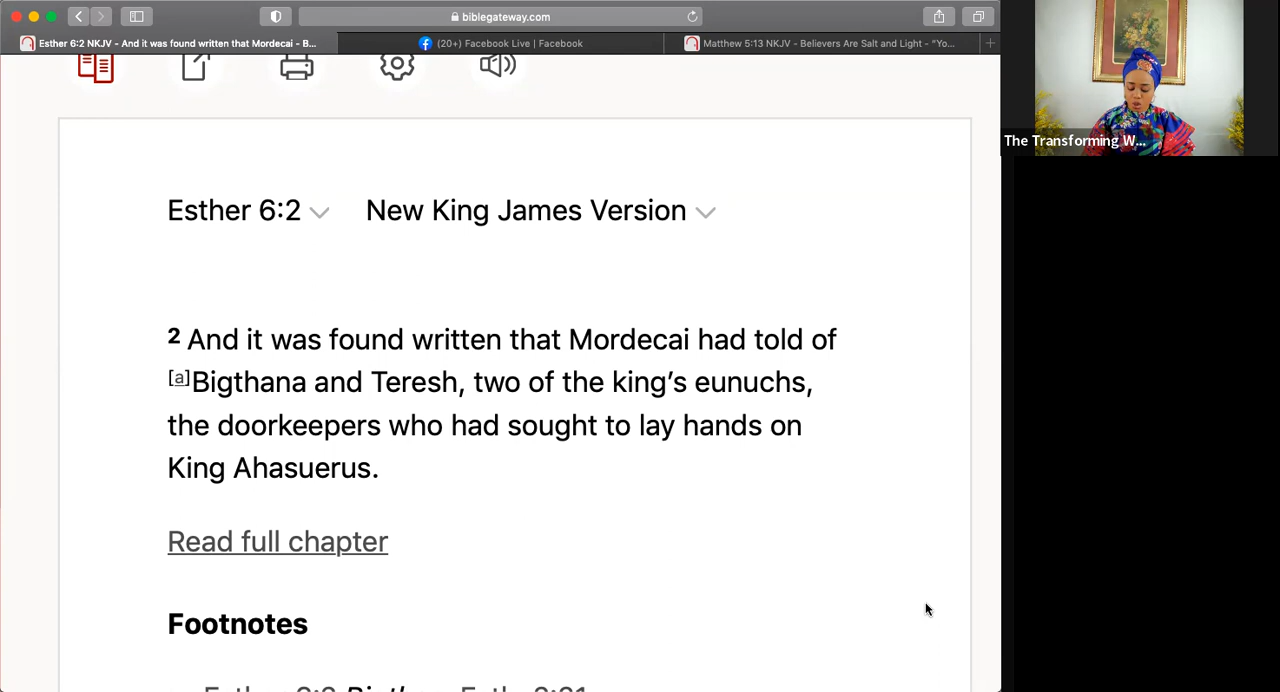 biblegateway.com
Esther 6:2 NKJV - And it was found written that Mordecai - B...
(20+) Facebook Live | Facebook
Matthew 5:13 NKJV - Believers Are Salt and Light - “Yo...
The Transforming W...
Esther 6:2 New King James Version
2 And it was found written that Mordecai had told of
[a]Bigthana and Teresh, two of the king’s eunuchs,
the doorkeepers who had sought to lay hands on
King Ahasuerus.
Read full chapter
Footnotes